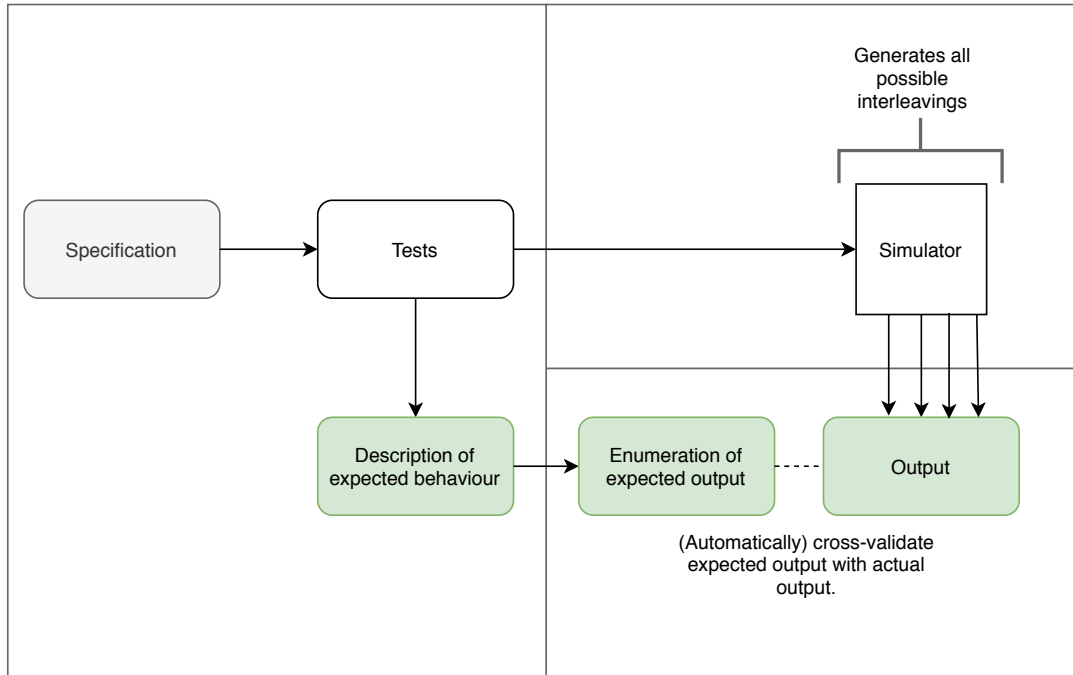 Generates all
possible
interleavings
Specification
Tests
Simulator
Description of
expected behaviour
Enumeration of
expected output
Output
(Automatically) cross-validate
expected output with actual
output.